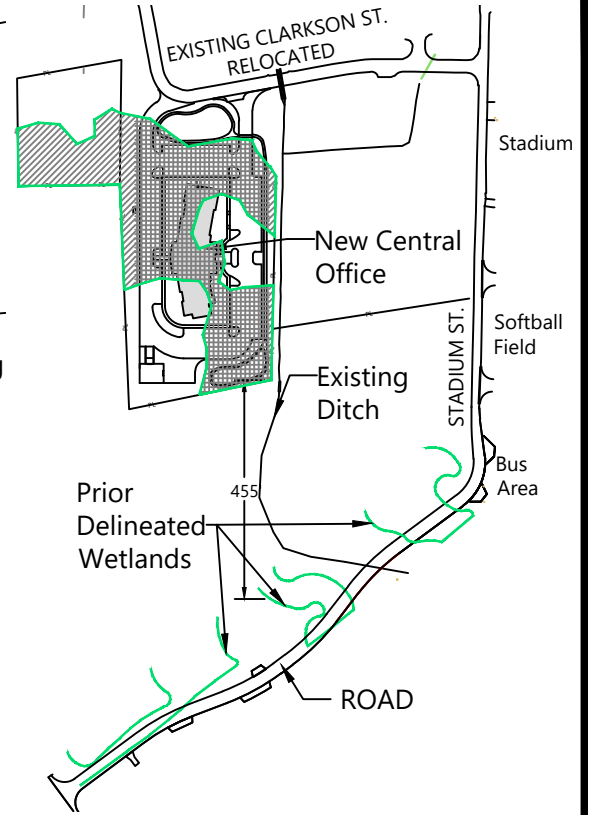 EXISTING CLARKSON ST.
RELOCATED
Stadium
New Central
Office
STADIUM ST.
Softball
Field
Existing
Ditch
Bus
Area
455
Prior
Delineated
Wetlands
ROAD